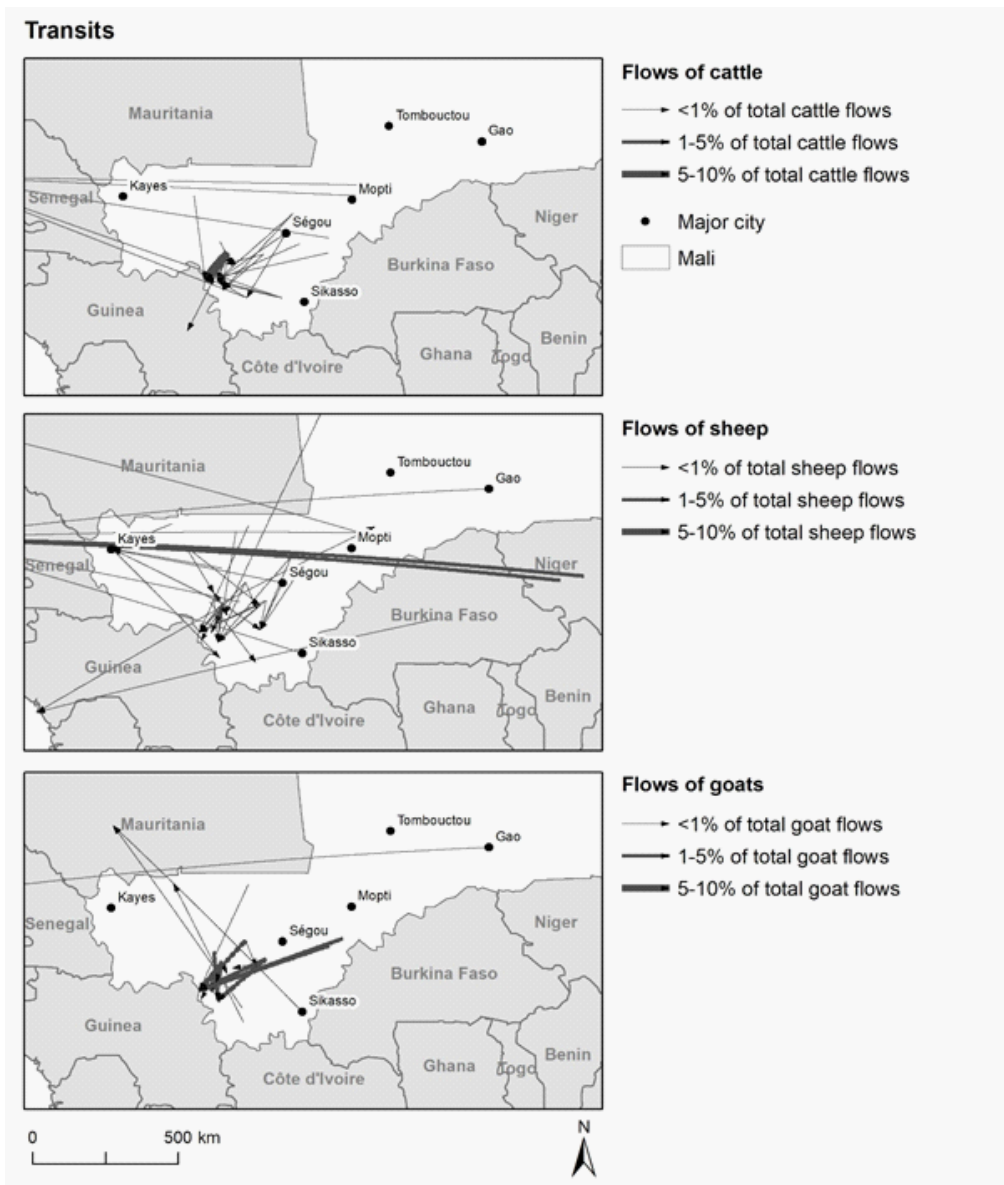 Transits
Mauritania
Tombouctou
Gao
Kayes
Mopti
Senegal
Niger
Ségou
Burkina Faso
Sikasso
Guinea
Benin
Ghana
Togo
Côte d'Ivoire
Flows of cattle
<1% of total cattle flows
1-5% of total cattle flows
5-10% of total cattle flows
Major city
Mali
Mauritania
Tombouctou
Gao
Kayes
Mopti
Senegal
Niger
Ségou
Burkina Faso
Sikasso
Guinea
Benin
Ghana
Togo
Côte d'Ivoire
Flows of sheep
<1% of total sheep flows
1-5% of total sheep flows
5-10% of total sheep flows
Mauritania
Tombouctou
Gao
Kayes
Mopti
Senegal
Niger
Ségou
Burkina Faso
Sikasso
Guinea
Benin
Ghana
Togo
Côte d'Ivoire
Flows of goats
<1% of total goat flows
1-5% of total goat flows
5-10% of total goat flows
0 500 km
N